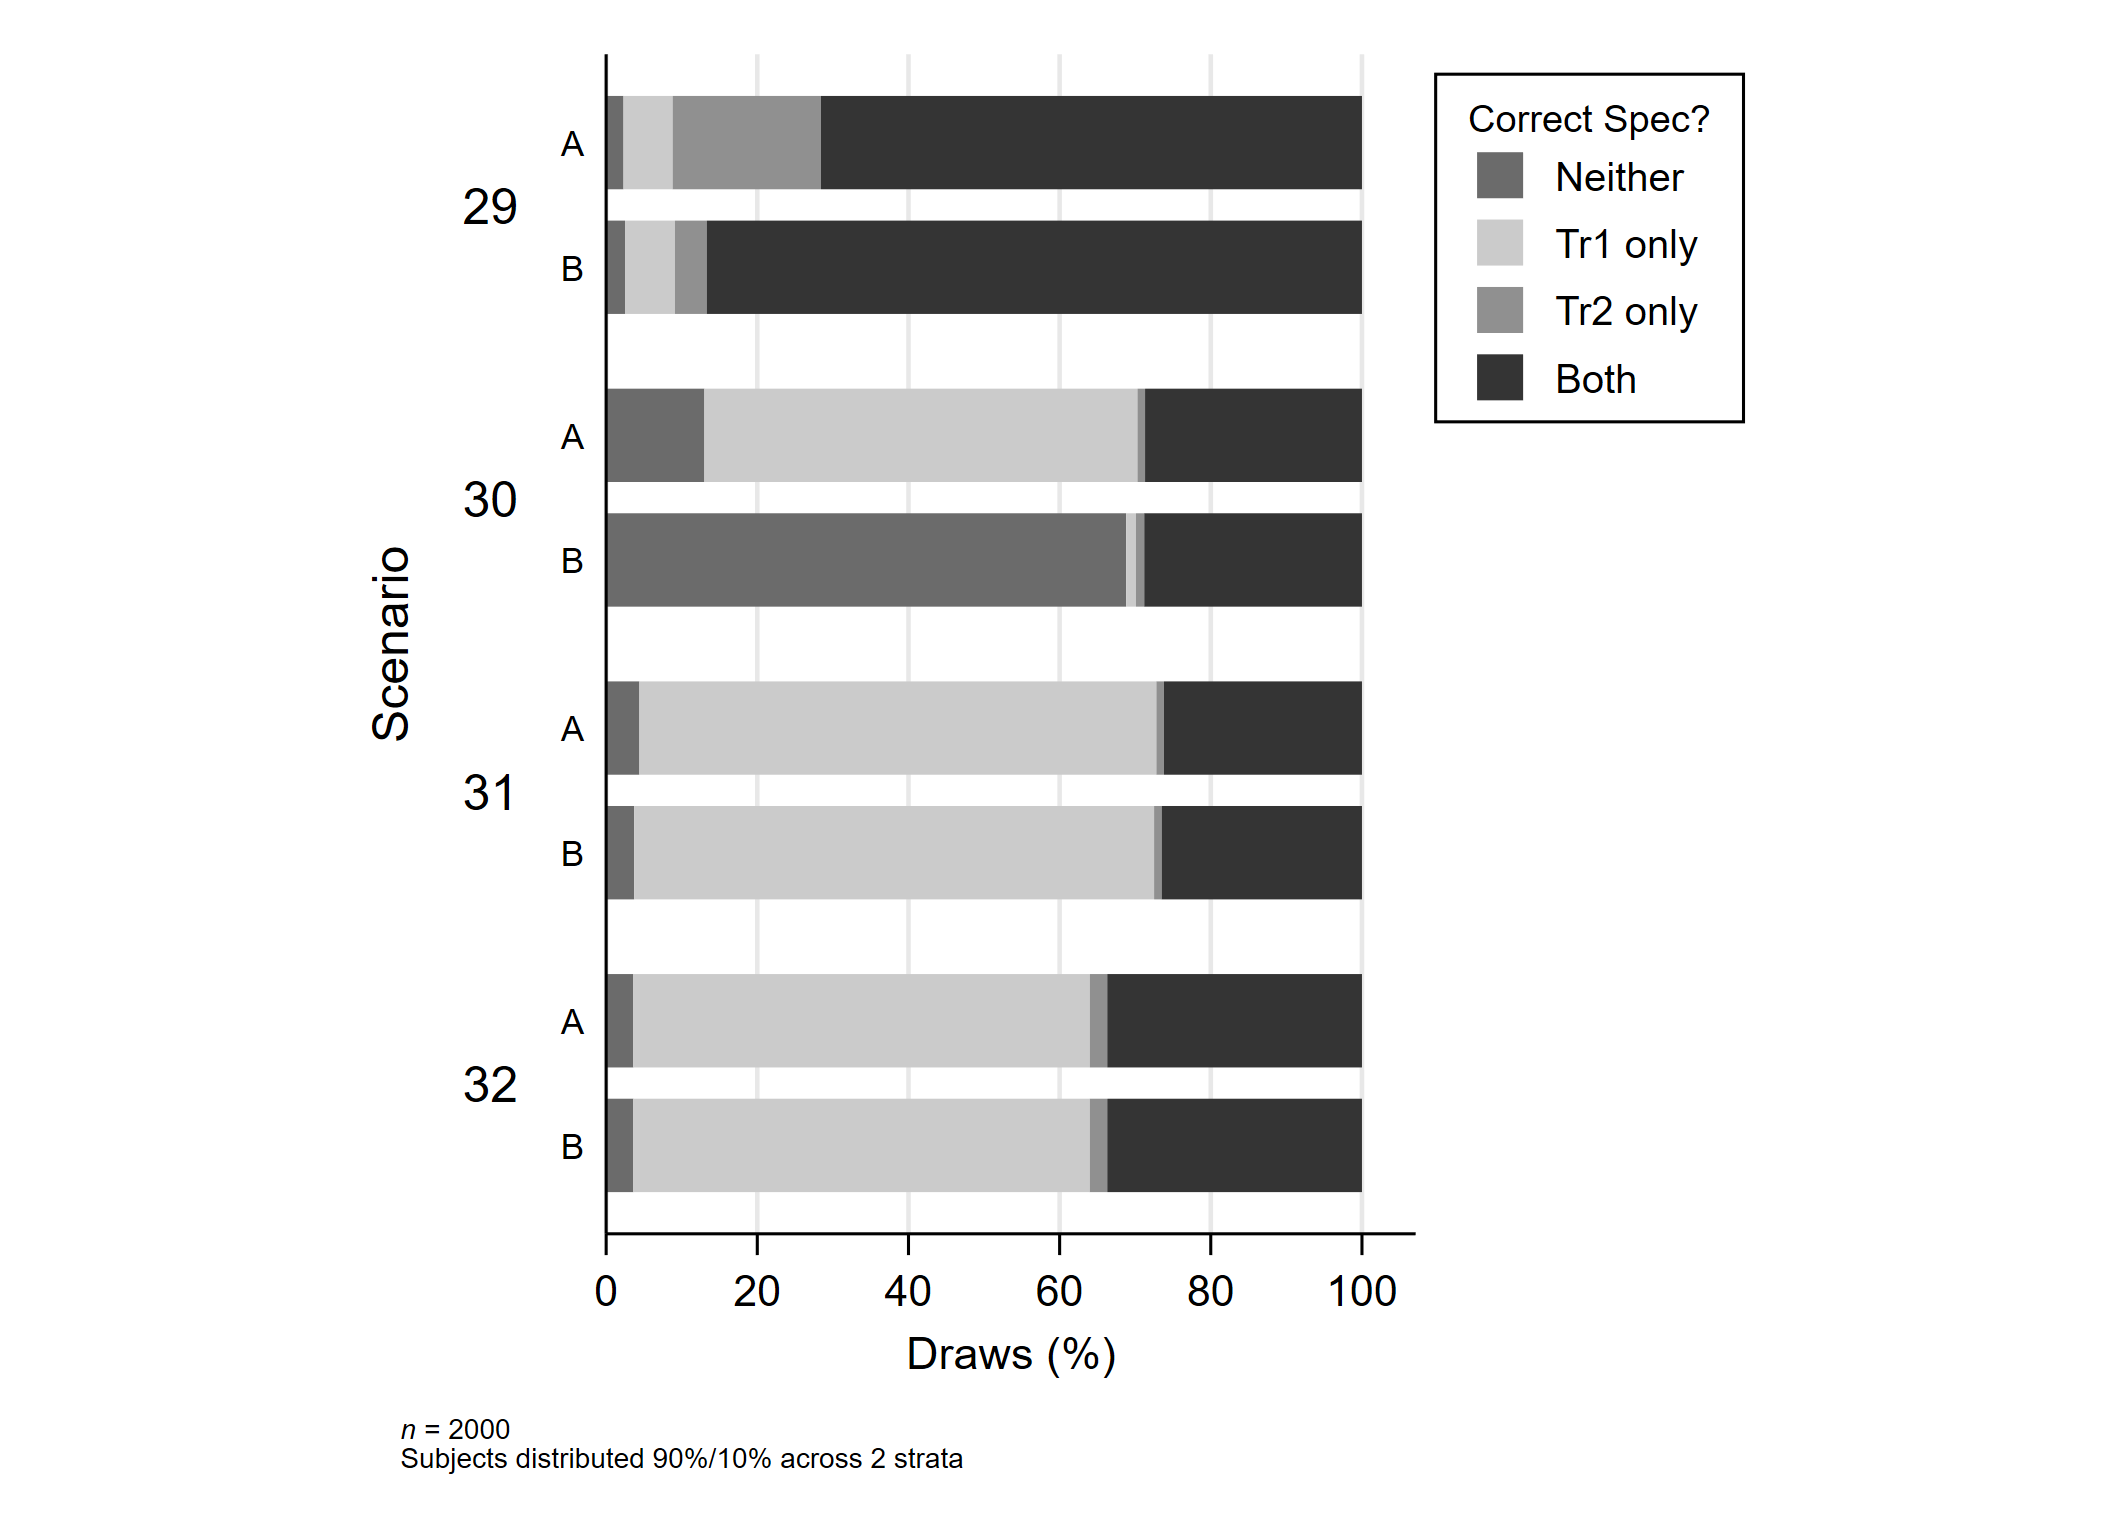 Correct Spec?
Neither
Tr1 only
Tr2 only
Both
Scenario
29
A
B
30
A
B
31
A
B
32
A
B
0 20 40 60 80 100
Draws (%)
n = 2000
Subjects distributed 90%/10% across 2 strata